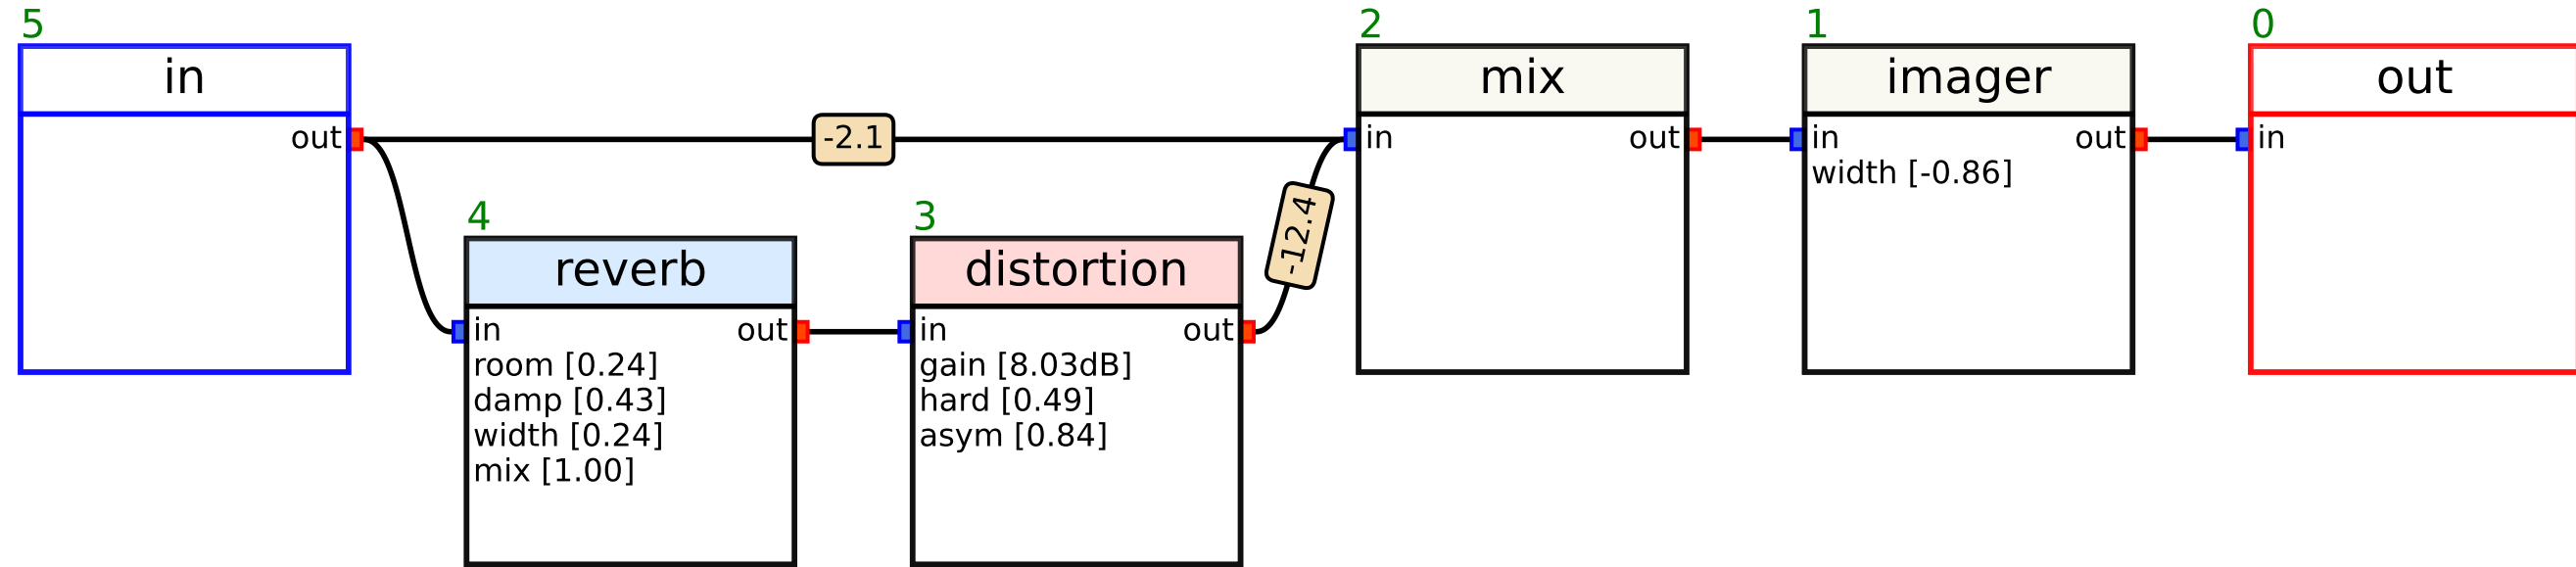 5
in
out
-2.1
4
reverb
in out
room [0.24]
damp [0.43]
width [0.24]
mix [1.00]
3
distortion
in out
gain [8.03dB]
hard [0.49]
asym [0.84]
-12.4
2
mix
in out
1
imager
in out
width [-0.86]
0
out
in